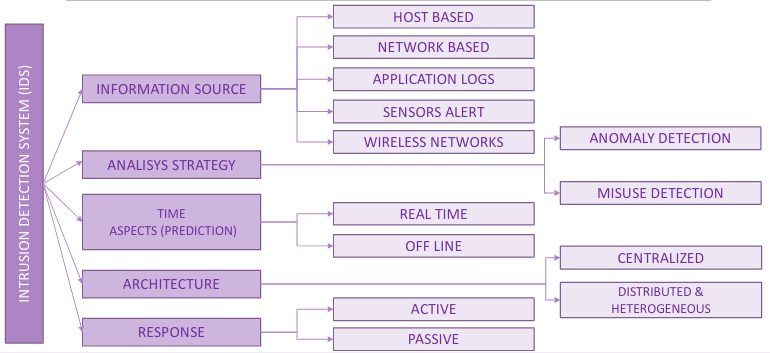 INTRUSION DETECTION SYSTEM (IDS)
INFORMATION SOURCE
HOST BASED
NETWORK BASED
APPLICATION LOGS
SENSORS ALERT
WIRELESS NETWORKS
ANALISYS STRATEGY
ANOMALY DETECTION
MISUSE DETECTION
TIME
ASPECTS (PREDICTION)
REAL TIME
OFF LINE
ARCHITECTURE
CENTRALIZED
DISTRIBUTED &
HETEROGENEOUS
RESPONSE
ACTIVE
PASSIVE